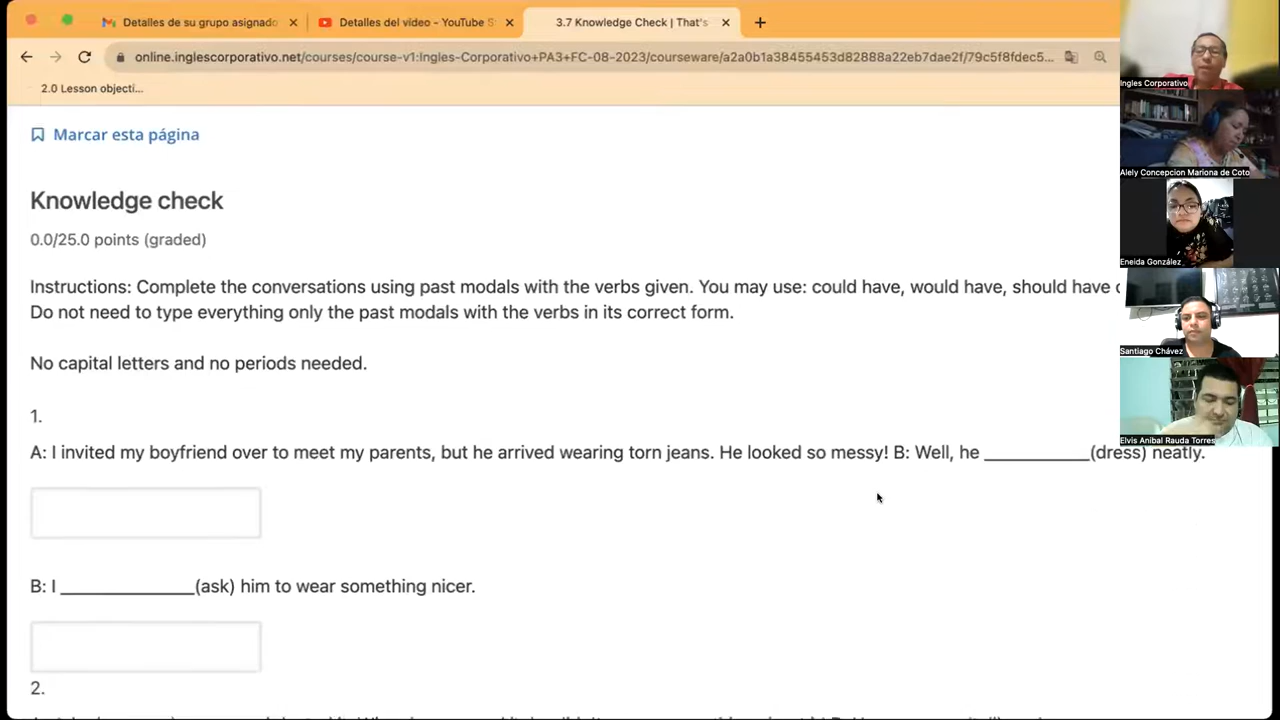 Detalles de su grupo asignado
Detalles del video - YouTube S
3.7 Knowledge Check | That's
online.inglescorporativo.net/courses/course-v1:Ingles-Corporativo+PA3+FC-08-2023/courseware/a2a0b1a38455453d82888a22eb7dae2f/79c5f8fdec5...
2.0 Lesson objecti...
Marcar esta página
Knowledge check
0.0/25.0 points (graded)
Instructions: Complete the conversations using past modals with the verbs given. You may use: could have, would have, should have
Do not need to type everything only the past modals with the verbs in its correct form.
No capital letters and no periods needed.
1.
A: I invited my boyfriend over to meet my parents, but he arrived wearing torn jeans. He looked so messy! B: Well, he ___________(dress) neatly.
B: I ______________(ask) him to wear something nicer.
2.
Ingles Corporativo
Alely Concepcion Mariona de Coto
Eneida González
Santiago Chávez
Elvis Anibal Rauda Torres